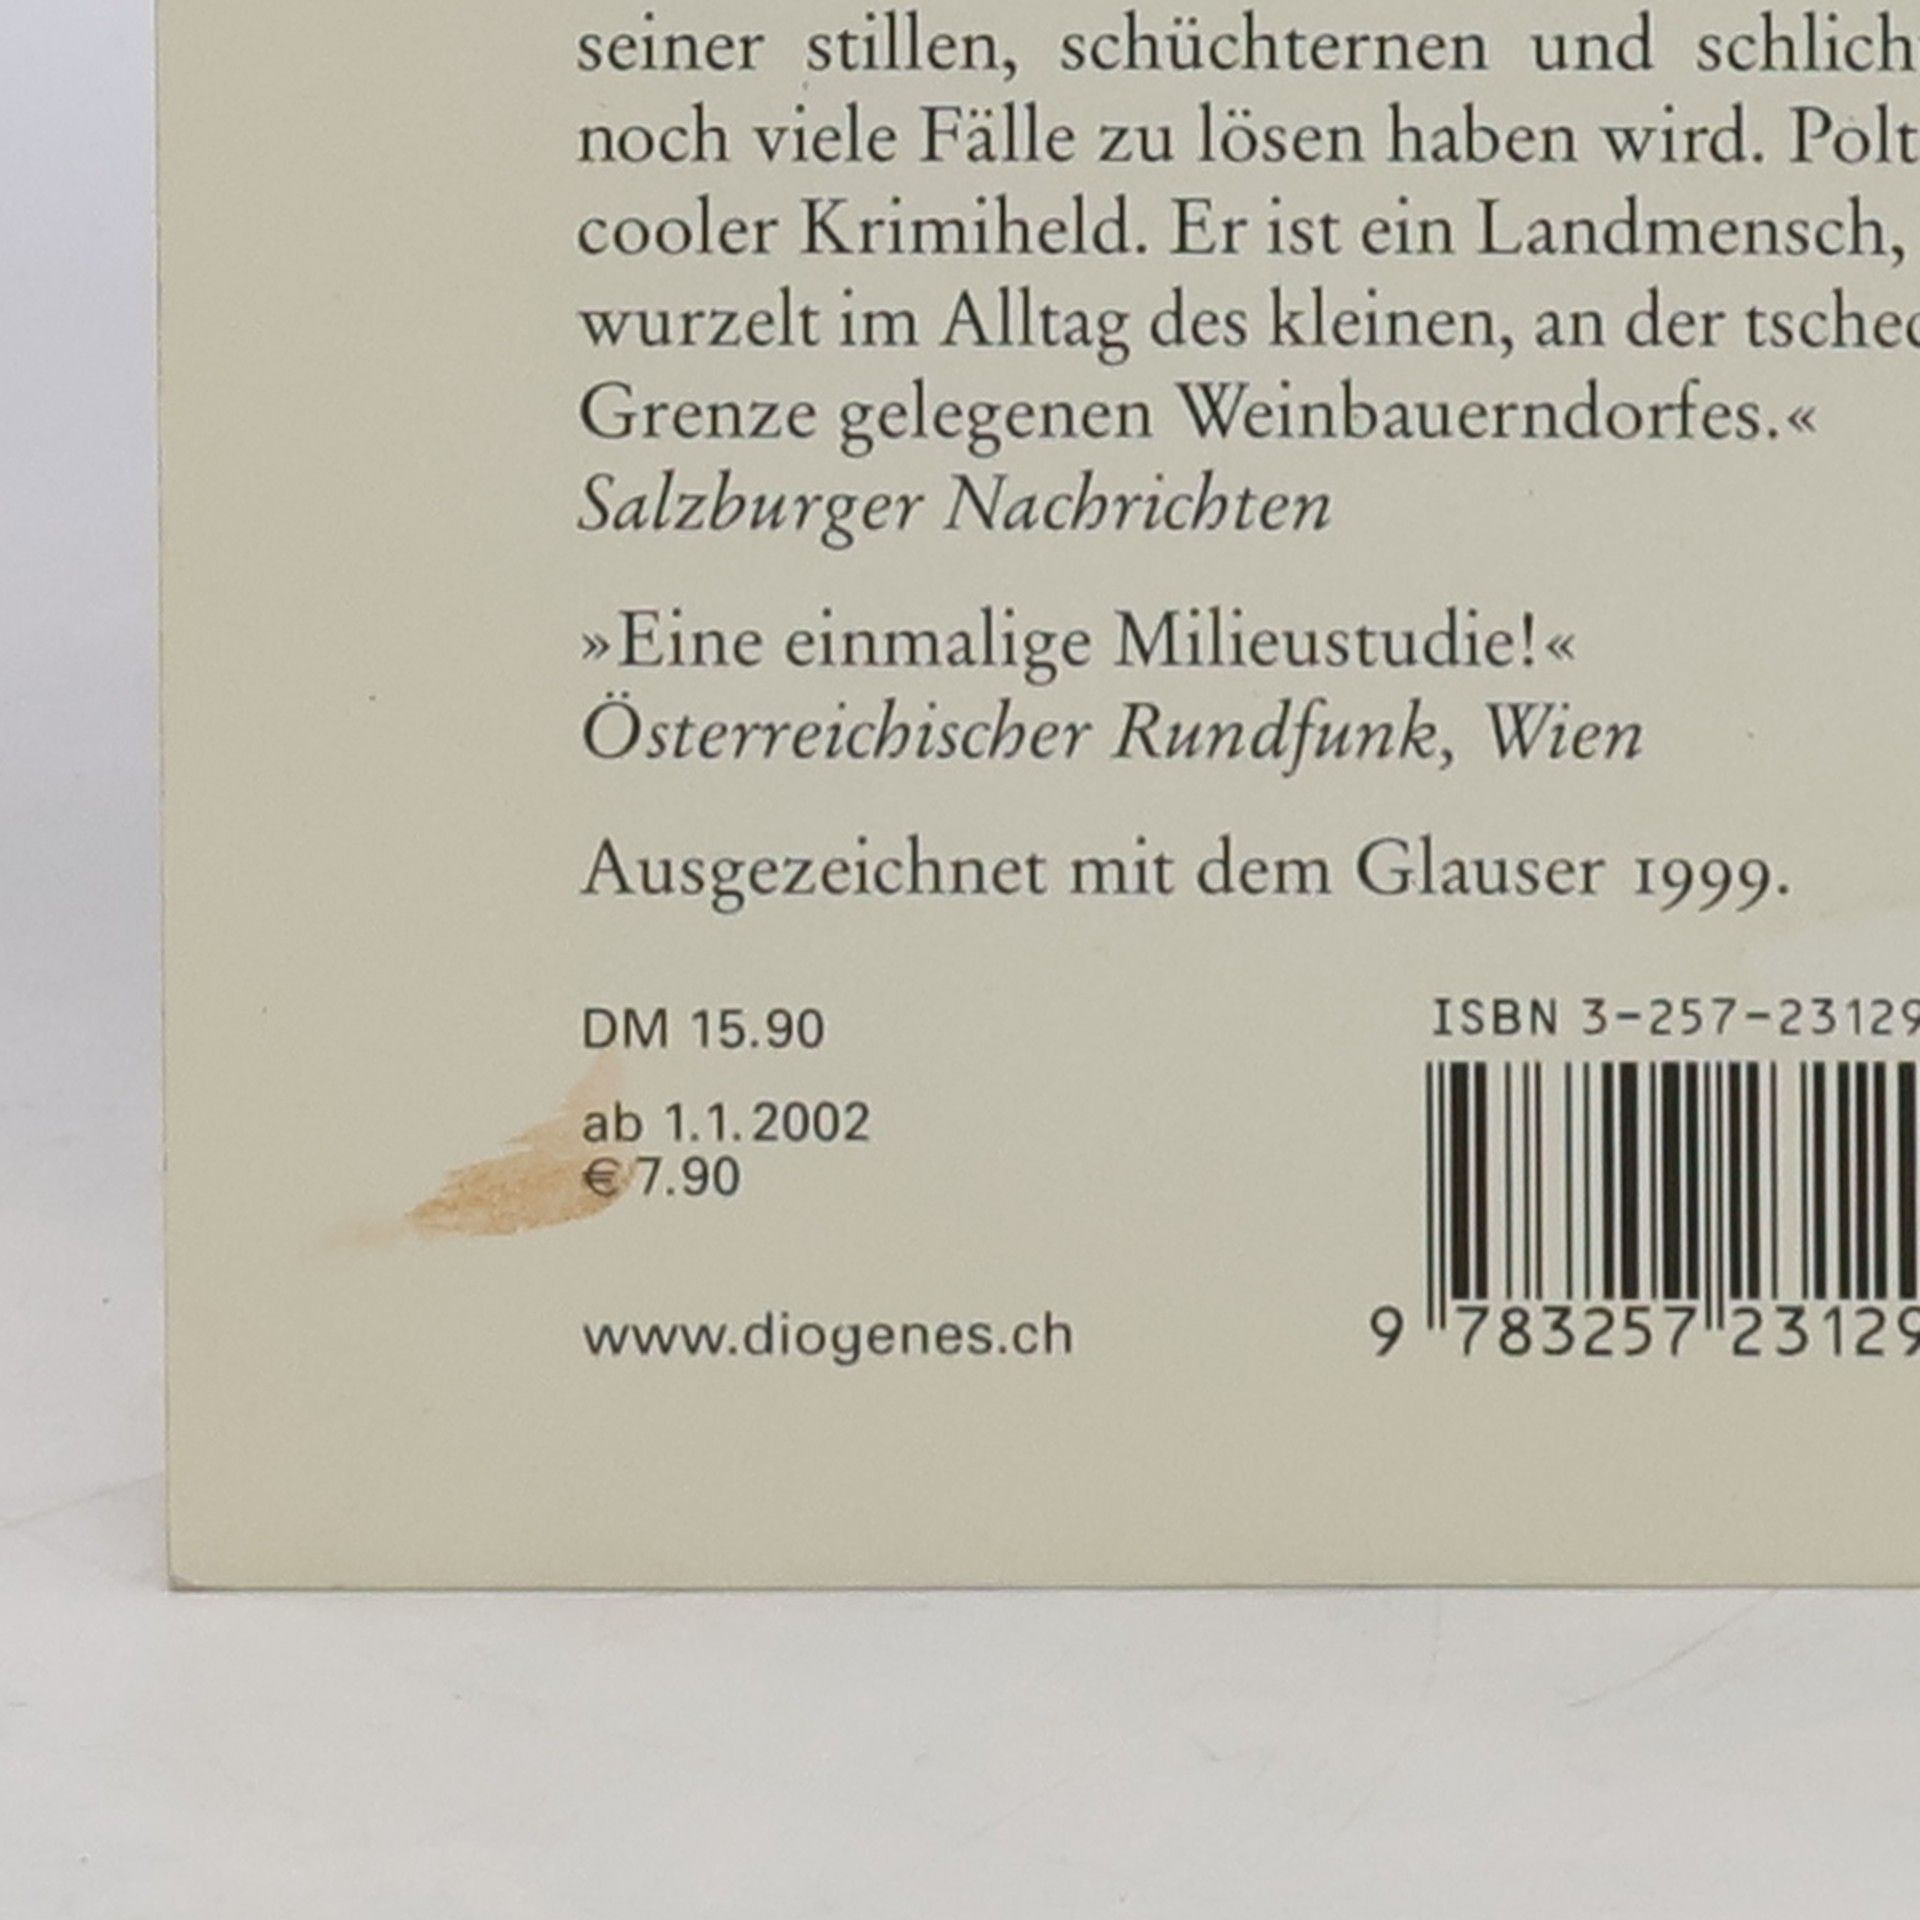 seiner stillen, schüchternen und schlich
noch viele Fälle zu lösen haben wird. Polt
cooler Krimiheld. Er ist ein Landmensch,
wurzelt im Alltag des kleinen, an der tschec
Grenze gelegenen Weinbauerndorfes.«
Salzburger Nachrichten
»Eine einmalige Milieustudie!«
Österreichischer Rundfunk, Wien
Ausgezeichnet mit dem Glauser 1999.
DM 15.90
ab 1.1.2002
€ 7.90
www.diogenes.ch
ISBN 3-257-23129
9 783257 23129